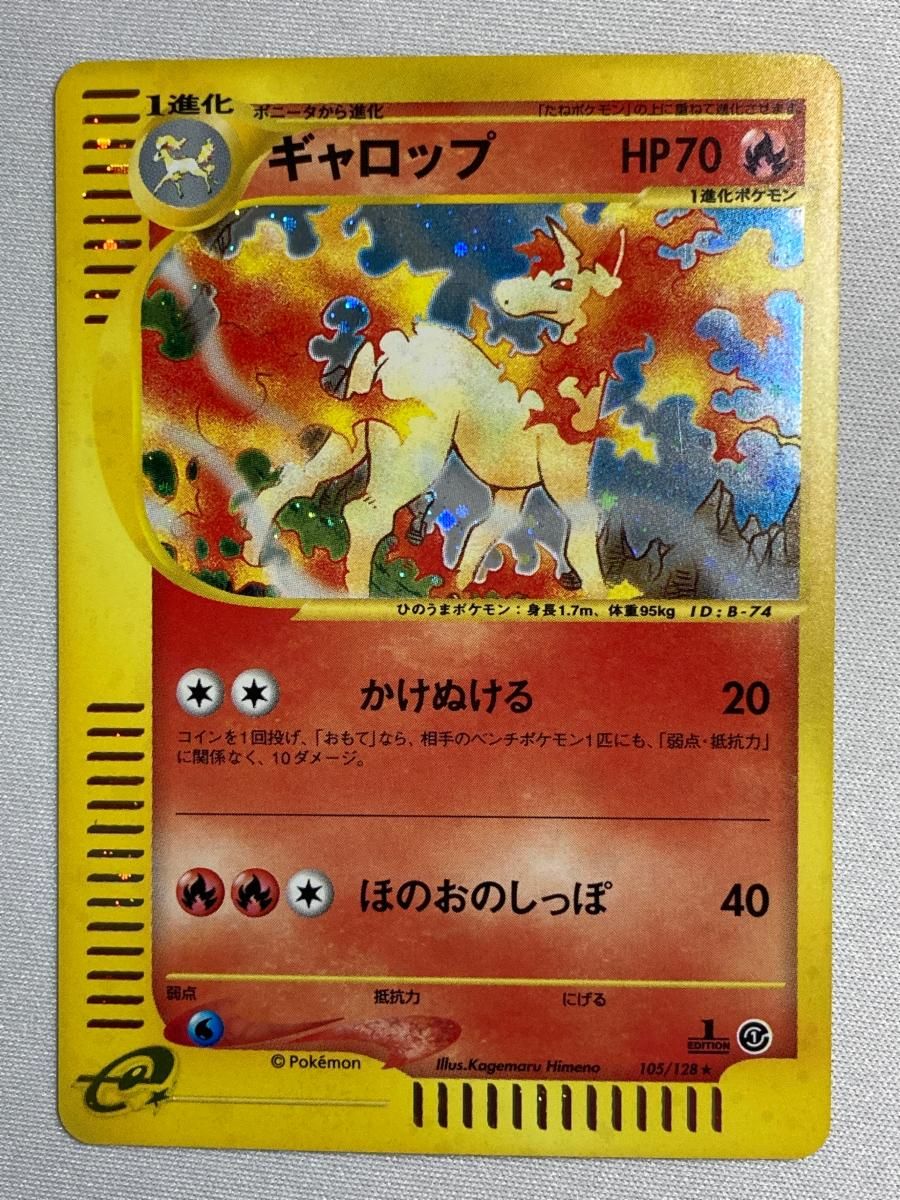 1進化
ポニータから進化
「たねポケモン」の上に重ねて進化させます
ギャロップ
HP70
1進化ポケモン
ひのうまポケモン：身長1.7m、体重95kg ID：B-74
かけぬける 20
コインを1回投げ、「おもて」なら、相手のベンチポケモン1匹にも、「弱点・抵抗力」
に関係なく、10ダメージ。
ほのおのしっぽ 40
弱点 抵抗力 にげる
1
EDITION
1
© Pokémon
Illus.Kagemaru Himeno
105/128★
e